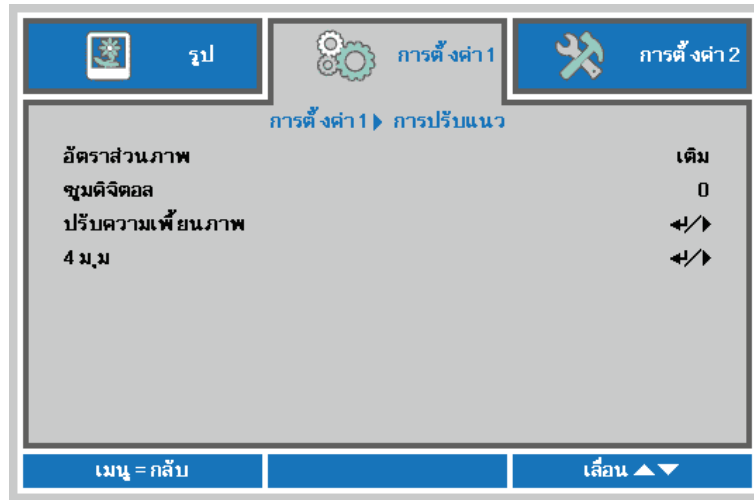 รูป
การตั้งค่า 1
การตั้งค่า 2
การตั้งค่า 1 ▶ การปรับแนว
อัตราส่วนภาพ เติม
ซูมดิจิตอล 0
ปรับความเพี้ยนภาพ ↵/▶
4 มุม ↵/▶
เมนู = กลับ
เลื่อน ▲▼